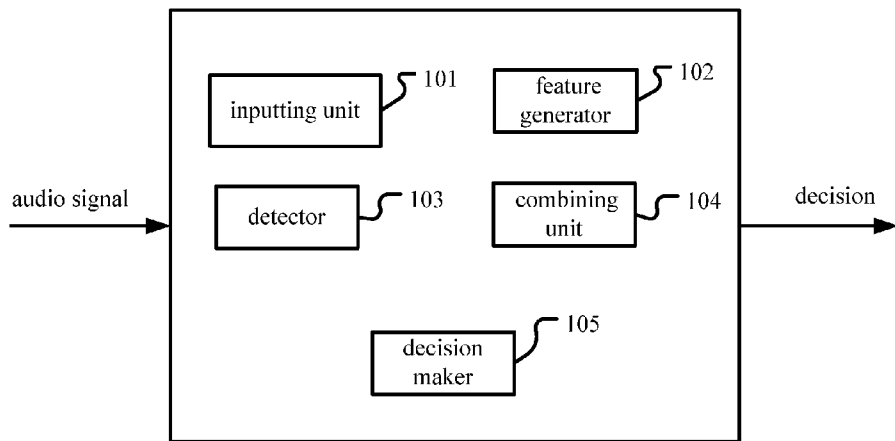 inputting unit
101
feature
generator
102
audio signal
detector
103
combining
unit
104
decision
decision
maker
105